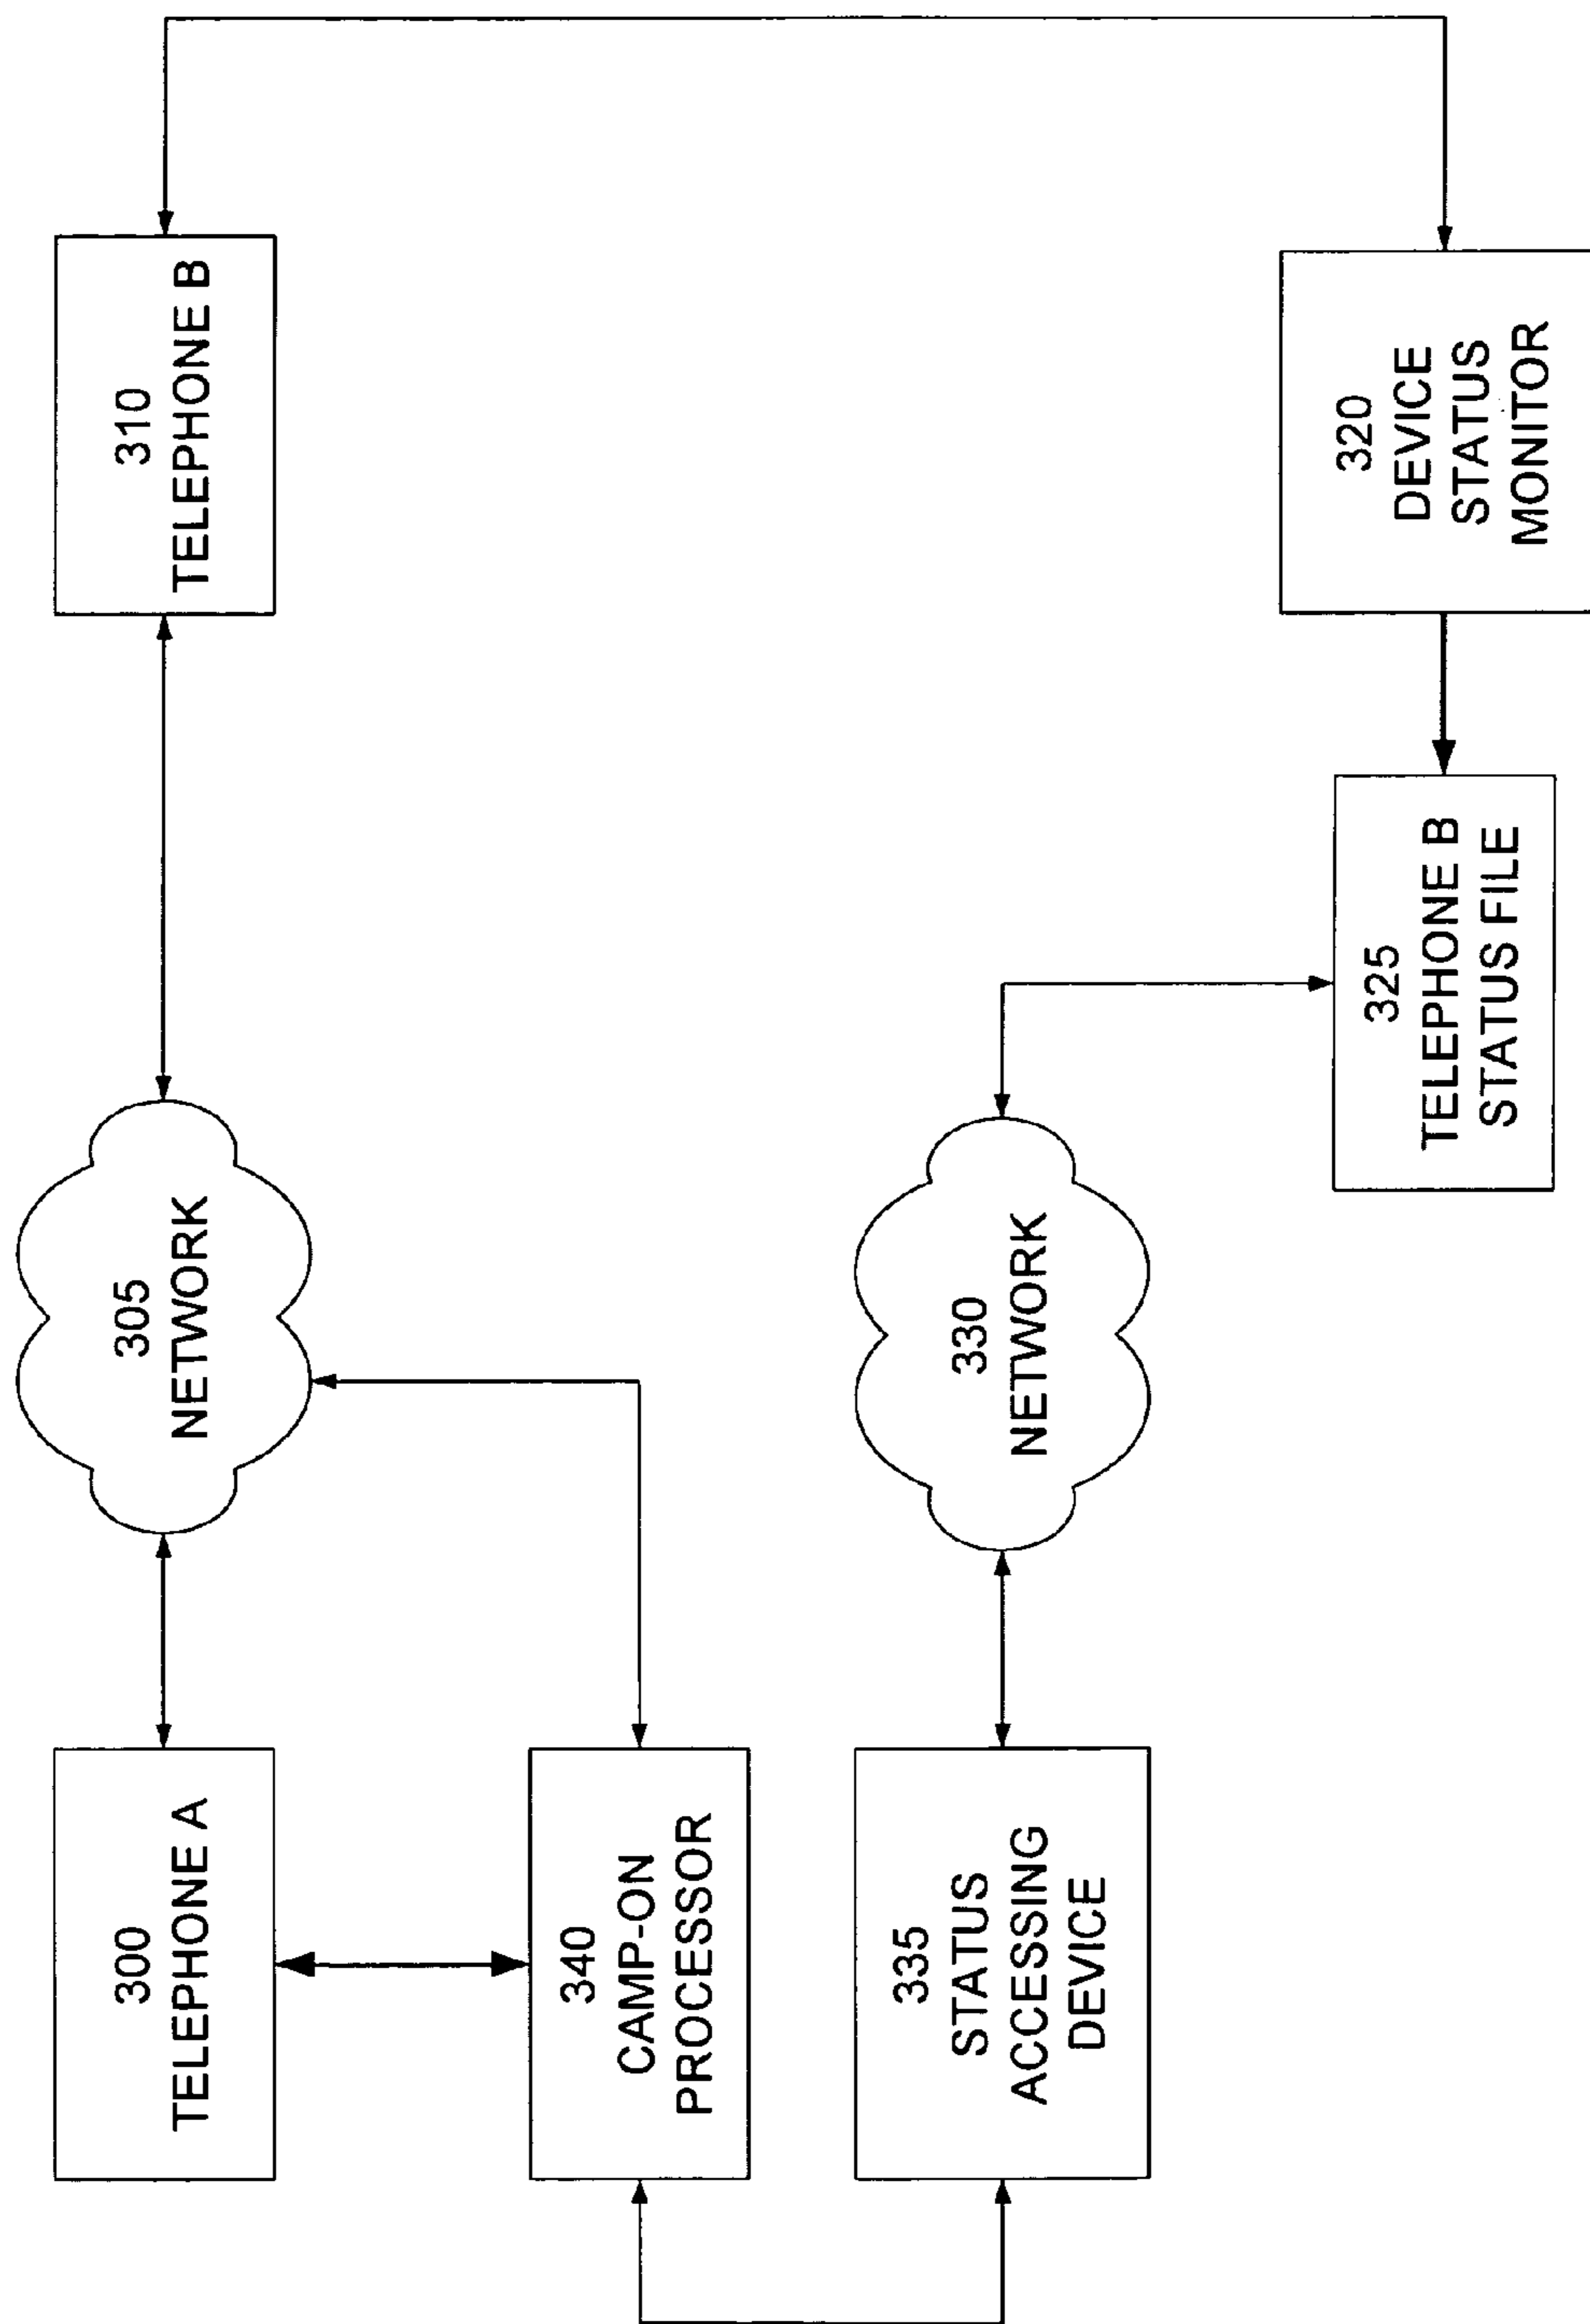 300
TELEPHONE A
305
NETWORK
310
TELEPHONE B
340
CAMP-ON
PROCESSOR
335
STATUS
ACCESSING
DEVICE
330
NETWORK
325
TELEPHONE B
STATUS FILE
320
DEVICE
STATUS
MONITOR